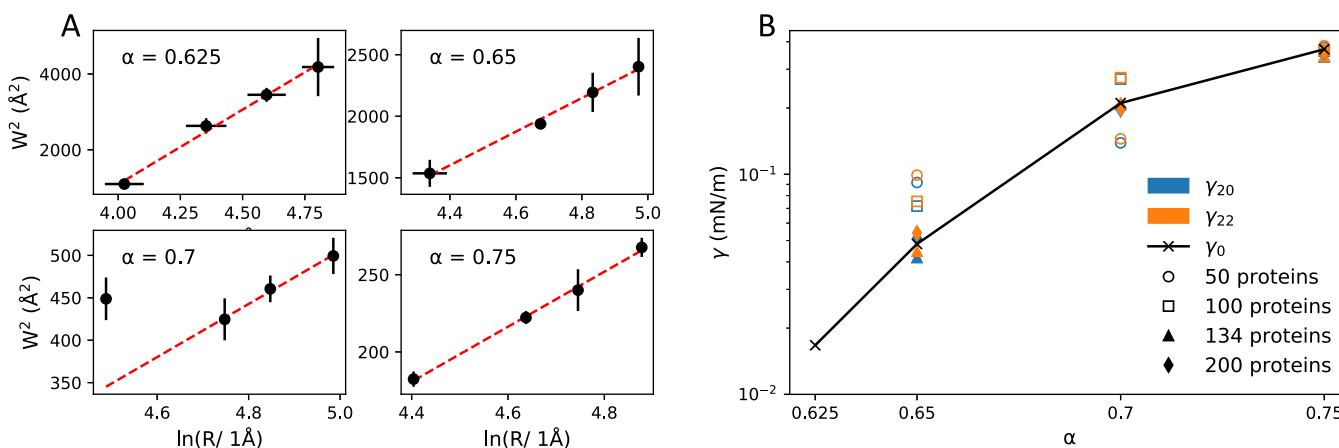 A
α = 0.625
W² (Å²)
4000
2000
4.00
4.25
4.50
4.75
α = 0.65
2500
2000
1500
4.4
4.6
4.8
5.0
α = 0.7
W² (Å²)
500
450
400
350
4.6
4.8
5.0
ln(R/ 1Å)
α = 0.75
250
200
4.4
4.6
4.8
ln(R/ 1Å)
B
γ (mN/m)
10⁻¹
10⁻²
0.625
0.65
0.7
0.75
α
γ₂₀
γ₂₂
γ₀
50 proteins
100 proteins
134 proteins
200 proteins